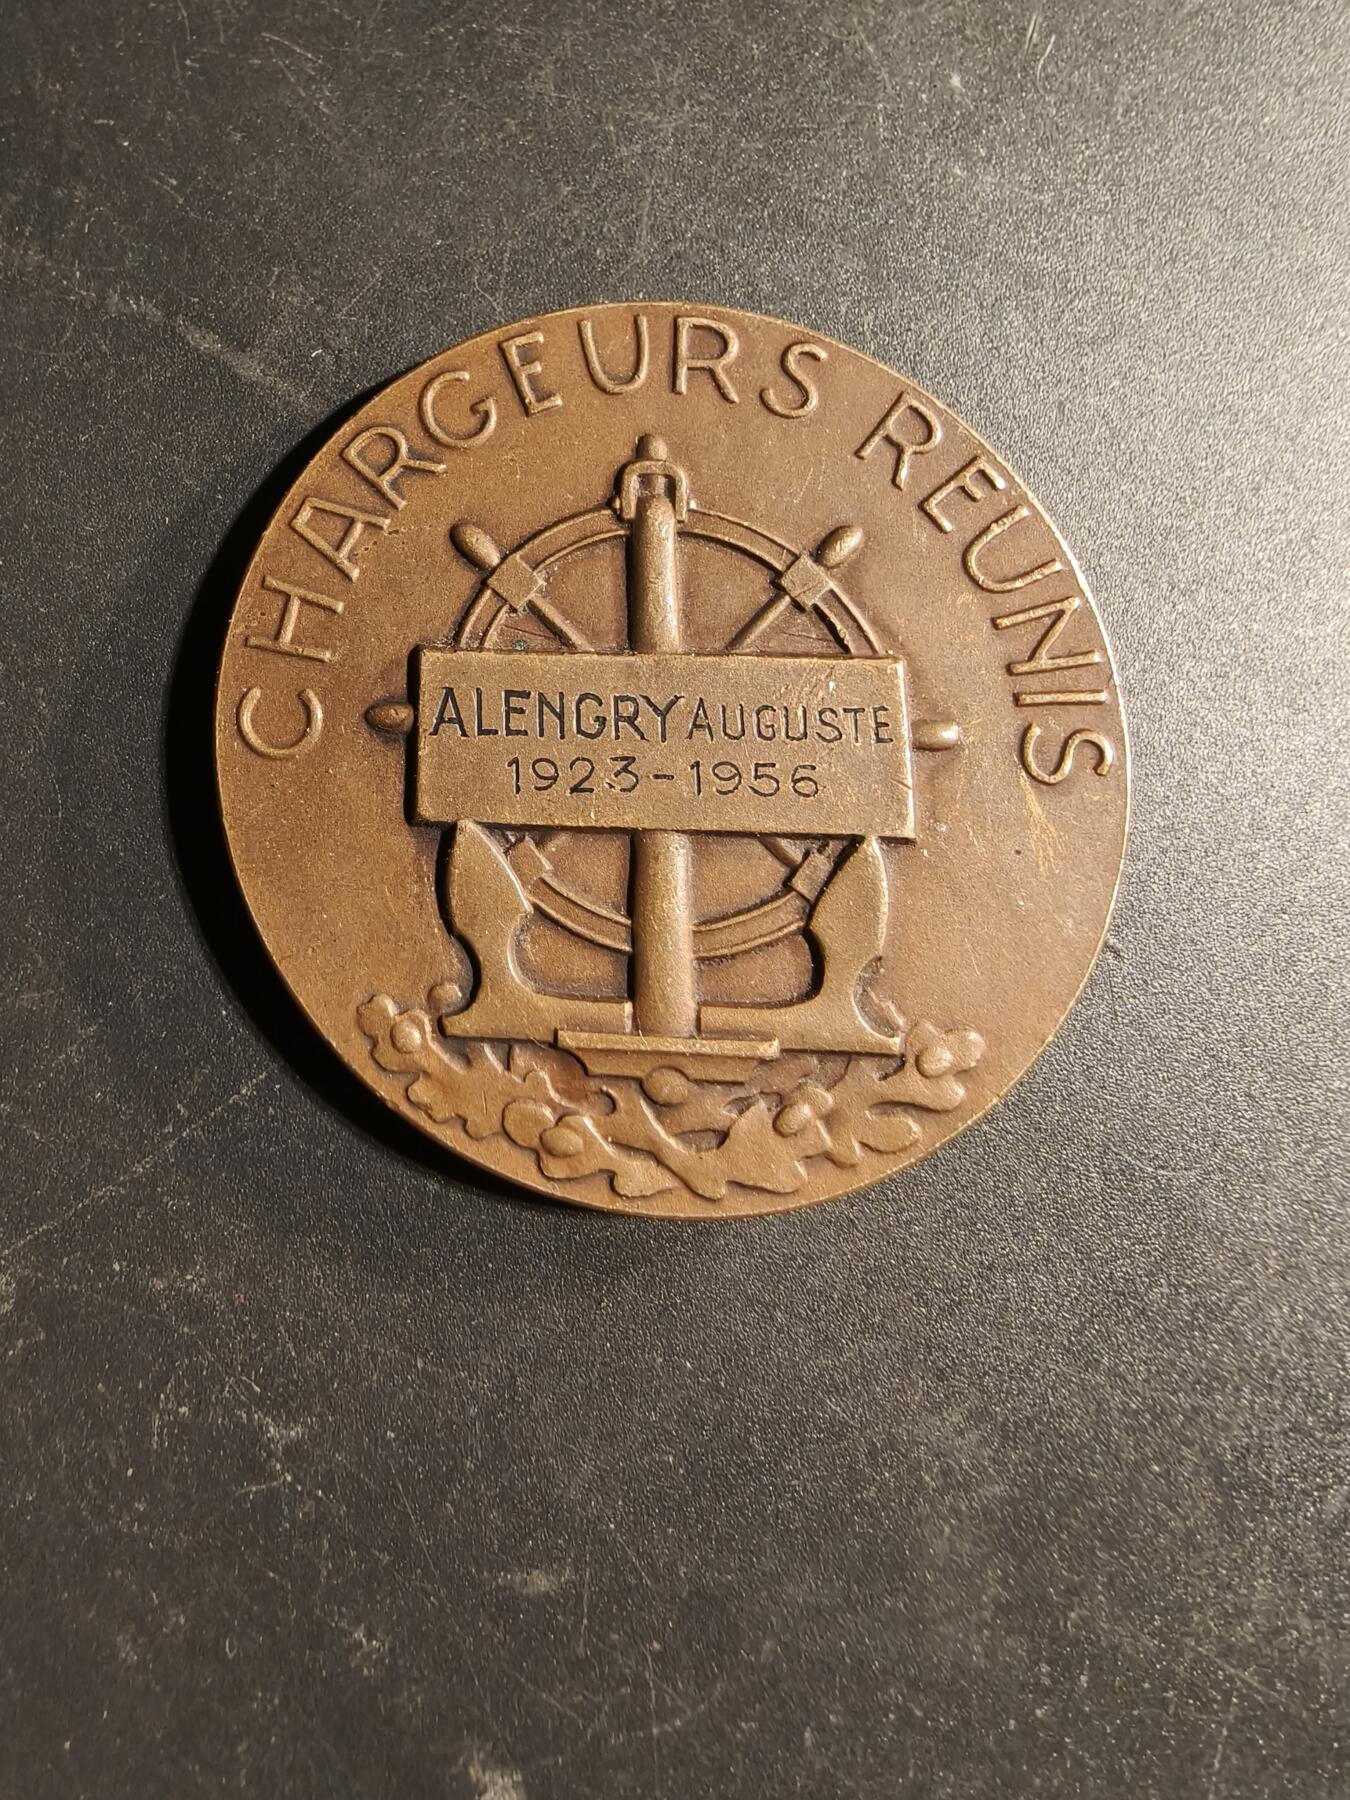 CHARGEURS REUNIS
ALENGRY AUGUSTE
1923-1956